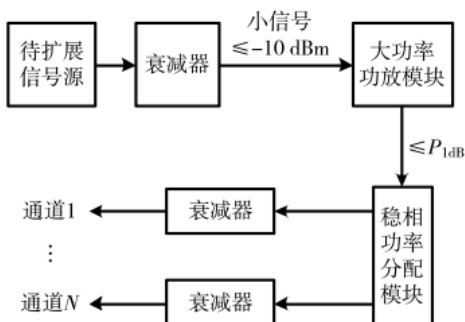 待扩展
信号源
衰减器
小信号
≤-10 dBm
大功率
功放模块
≤P1dB
稳相
功率
分配
模块
衰减器
通道1
⋮
衰减器
通道N